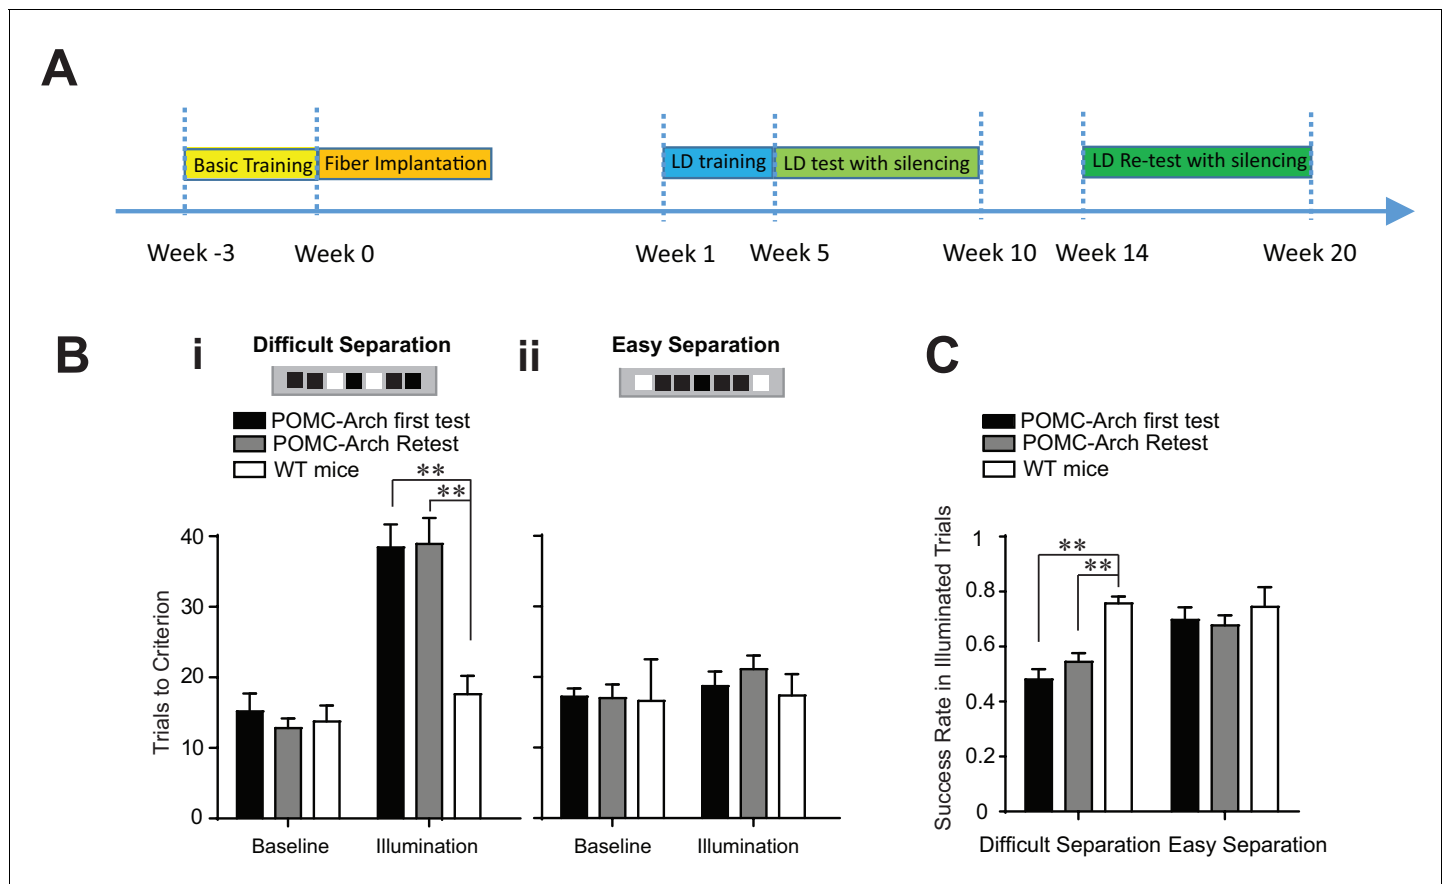 A
Basic Training
Fiber Implantation
LD training
LD test with silencing
LD Re-test with silencing
Week -3
Week 0
Week 1
Week 5
Week 10
Week 14
Week 20
B
i
Difficult Separation
POMC-Arch first test
POMC-Arch Retest
WT mice
**
**
Trials to Criterion
40
30
20
10
0
Baseline
Illumination
ii
Easy Separation
Baseline
Illumination
C
POMC-Arch first test
POMC-Arch Retest
WT mice
Success Rate in Illuminated Trials
1
0.8
0.6
0.4
0.2
0
**
**
Difficult Separation
Easy Separation